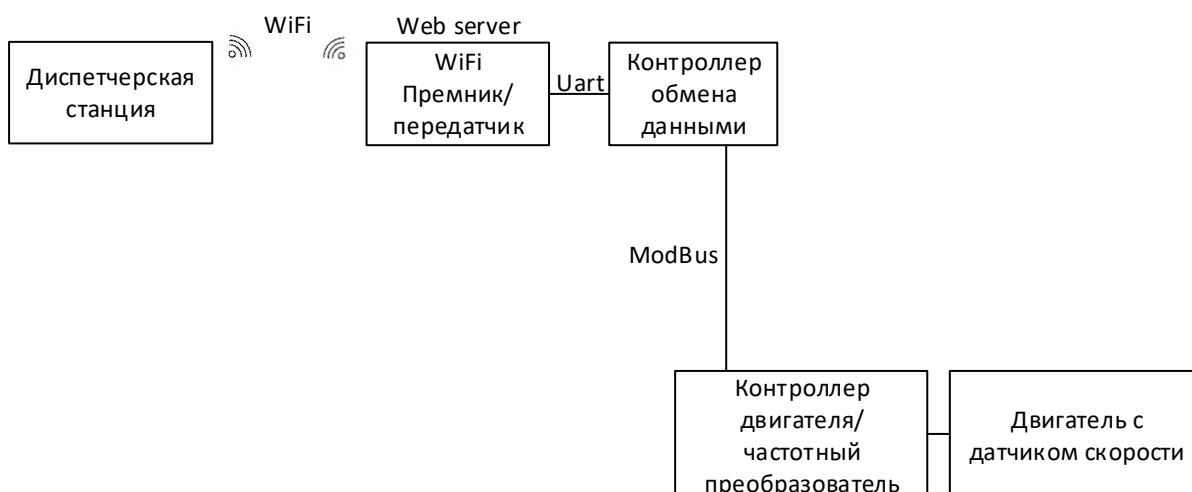 WiFi
Web server
Диспетчерская
станция
WiFi
Премник/
передатчик
Uart
Контроллер
обмена
данными
ModBus
Контроллер
двигателя/
частотный
преобразователь
Двигатель с
датчиком скорости